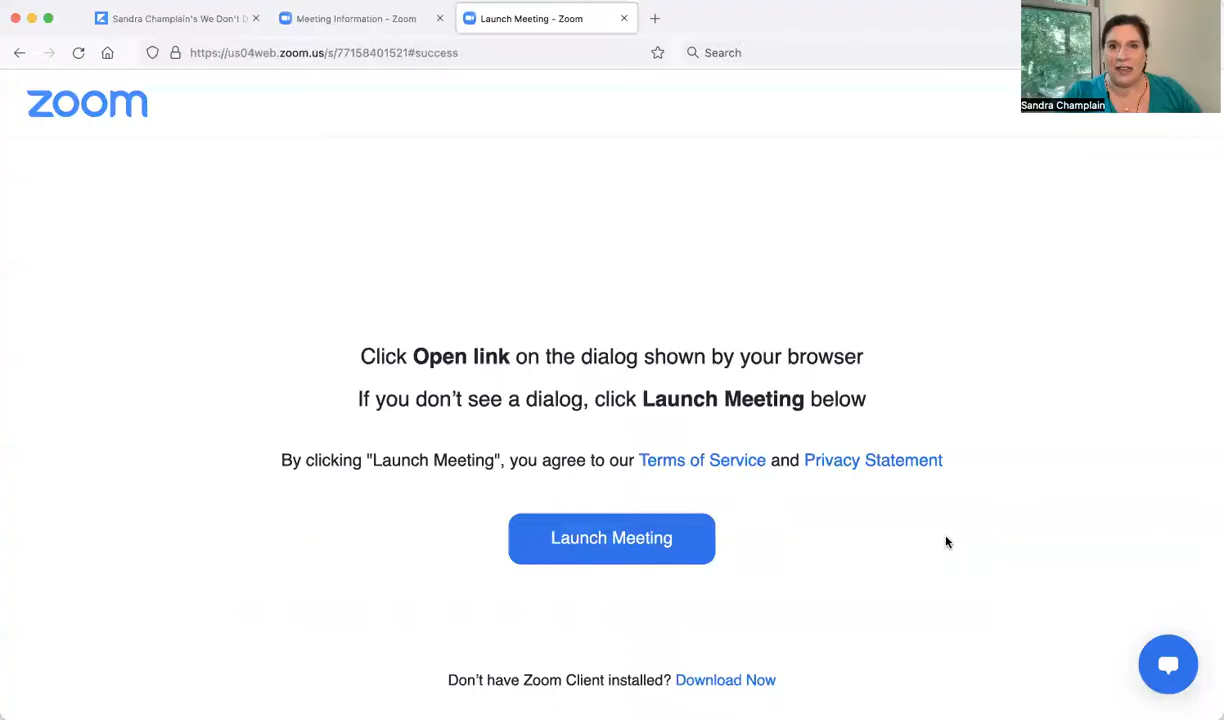 Sandra Champlain's We Don't D
Meeting Information - Zoom
Launch Meeting - Zoom
https://us04web.zoom.us/s/77158401521#success
Search
Sandra Champlain
zoom
Click Open link on the dialog shown by your browser
If you don't see a dialog, click Launch Meeting below
By clicking "Launch Meeting", you agree to our Terms of Service and Privacy Statement
Launch Meeting
Don't have Zoom Client installed? Download Now